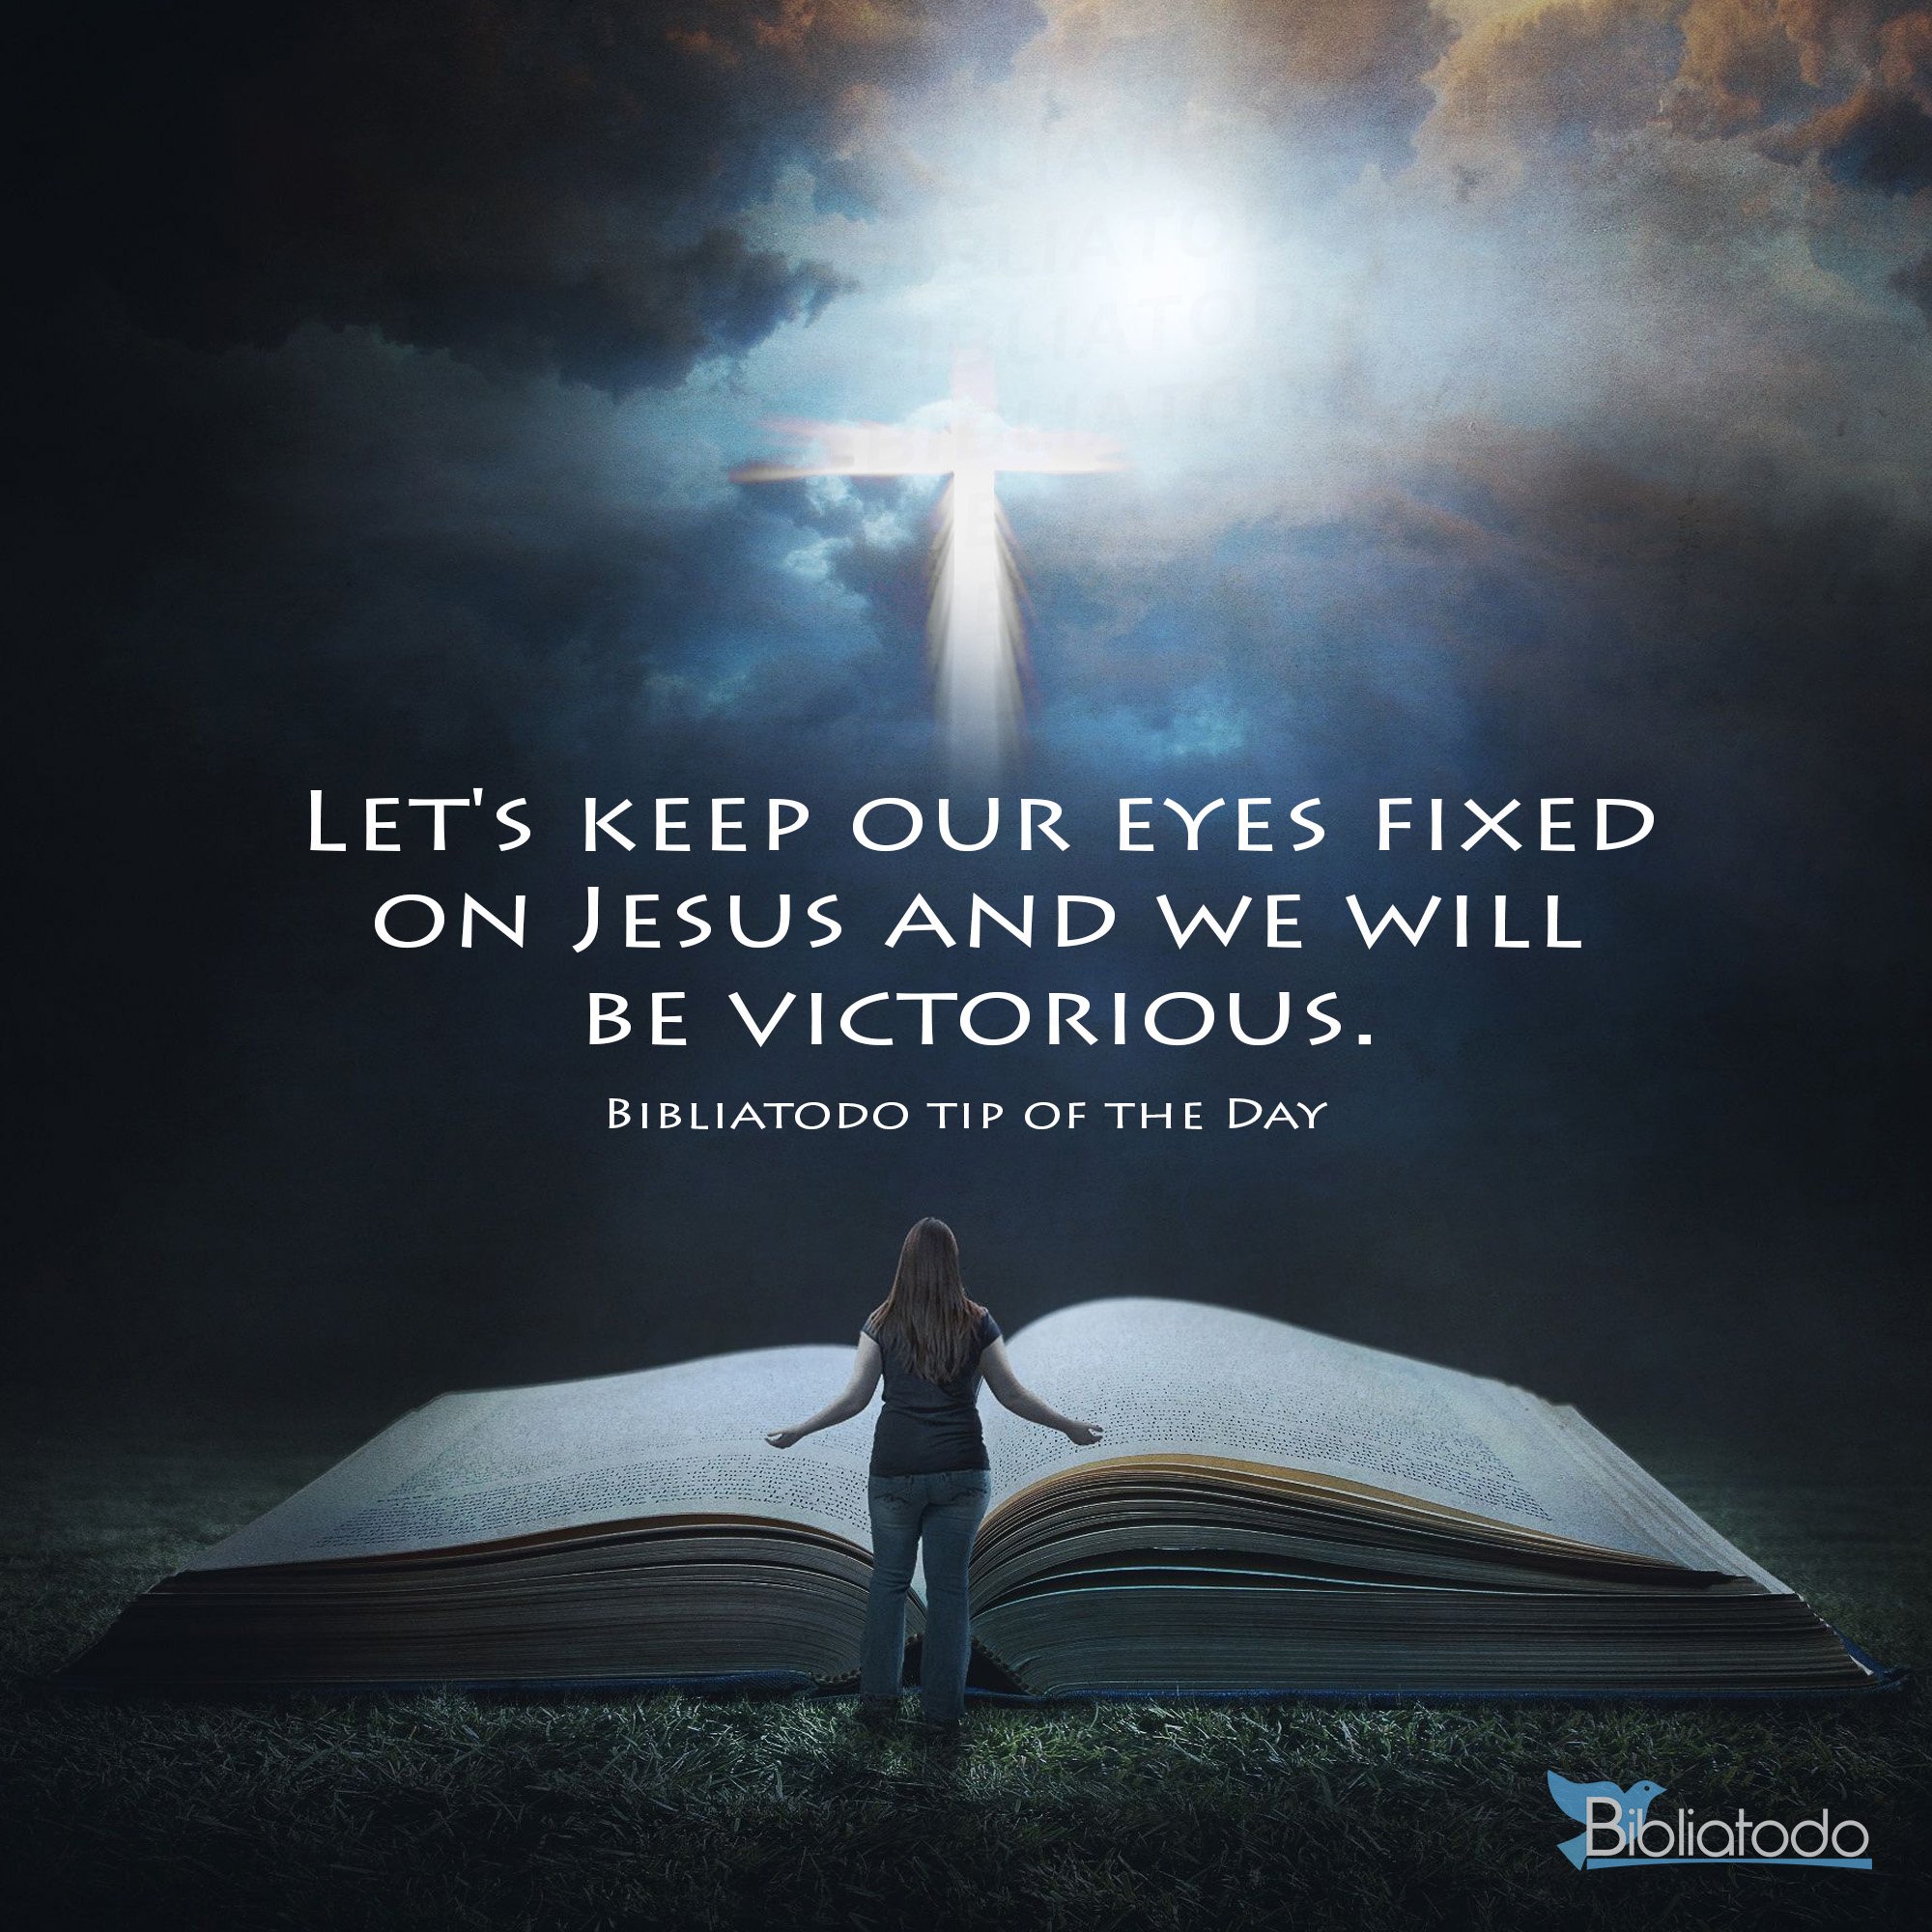 Let's keep our eyes fixed
on Jesus and we will
be victorious.
Bibliatodo tip of the Day
Bibliatodo